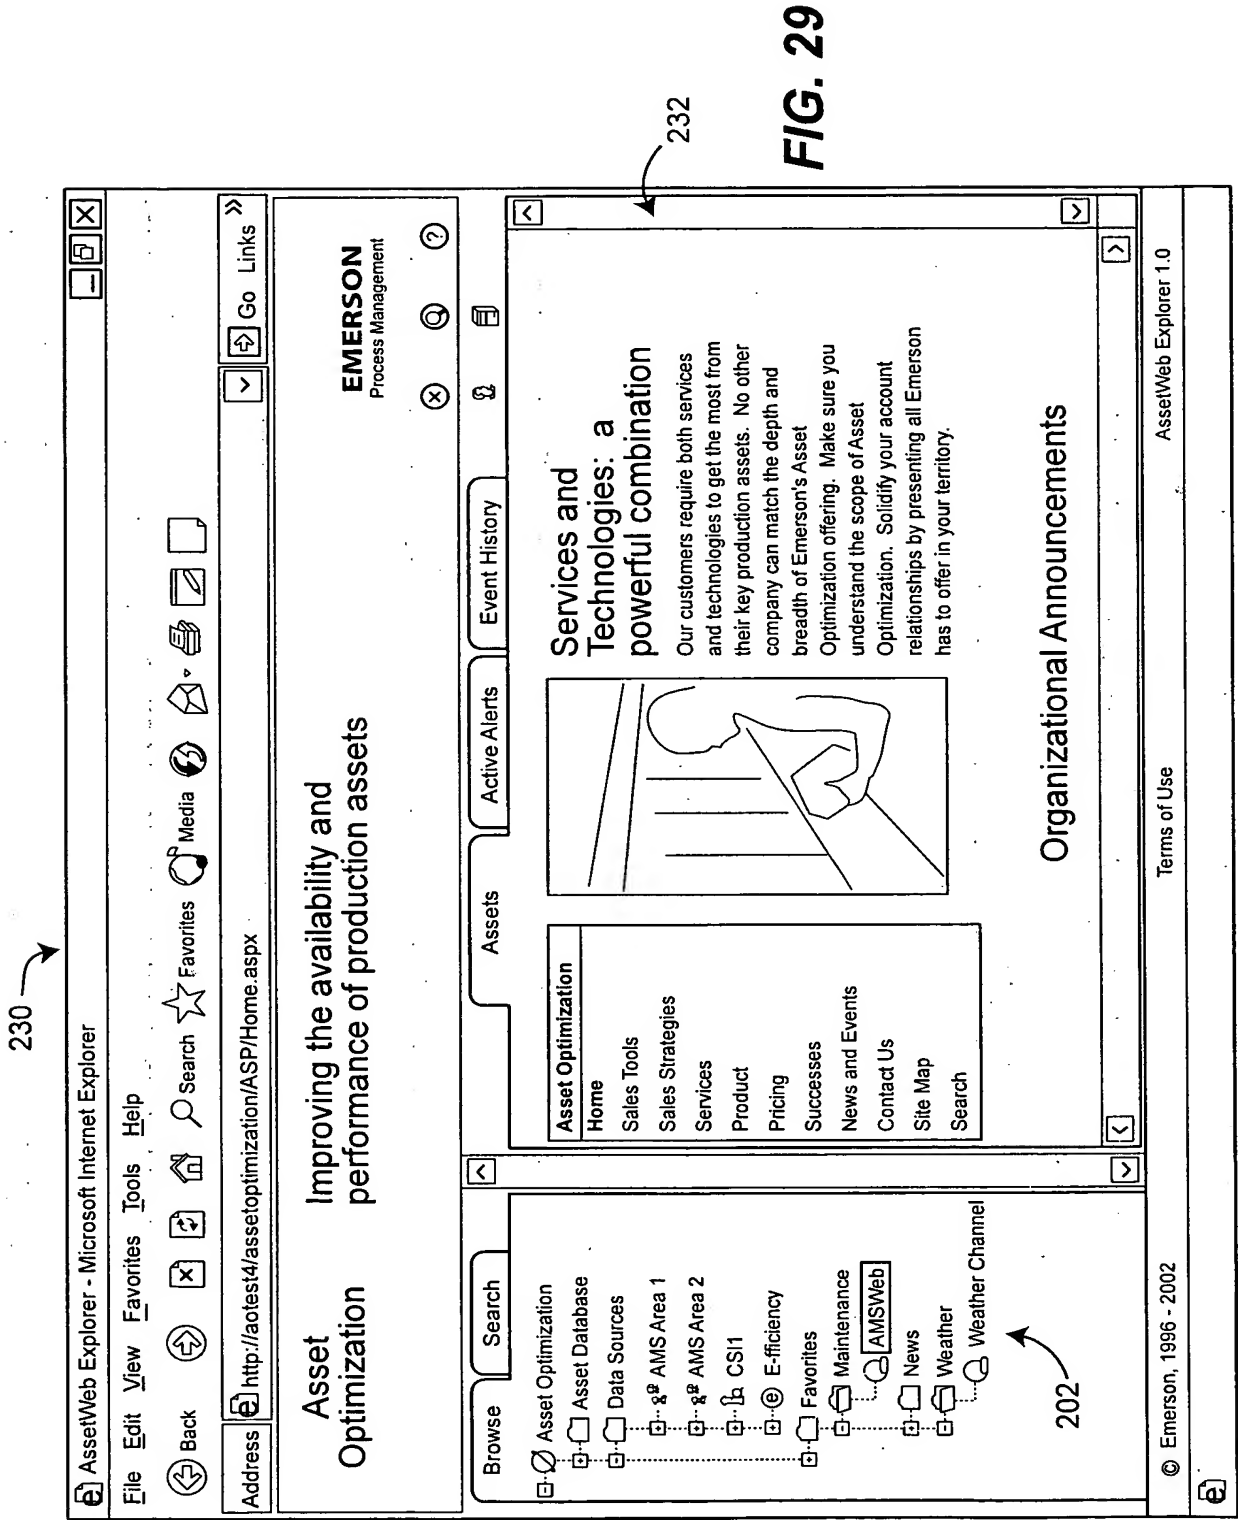 230
AssetWeb Explorer - Microsoft Internet Explorer
File Edit View Favorites Tools Help
Back Search Favorites Media
Address http://aotest4/assetoptimization/ASP/Home.aspx Go Links »
Asset
Optimization
Improving the availability and
performance of production assets
EMERSON
Process Management
Browse Search
Asset Optimization
Asset Database
Data Sources
AMS Area 1
AMS Area 2
CSI1
E-fficiency
Favorites
Maintenance
AMSWeb
News
Weather
Weather Channel
202
Assets Active Alerts Event History
Asset Optimization
Home
Sales Tools
Sales Strategies
Services
Product
Pricing
Successes
News and Events
Contact Us
Site Map
Search
Services and
Technologies: a
powerful combination
Our customers require both services
and technologies to get the most from
their key production assets. No other
company can match the depth and
breadth of Emerson's Asset
Optimization offering. Make sure you
understand the scope of Asset
Optimization. Solidify your account
relationships by presenting all Emerson
has to offer in your territory.
Organizational Announcements
232
© Emerson, 1996 - 2002 Terms of Use AssetWeb Explorer 1.0
FIG. 29